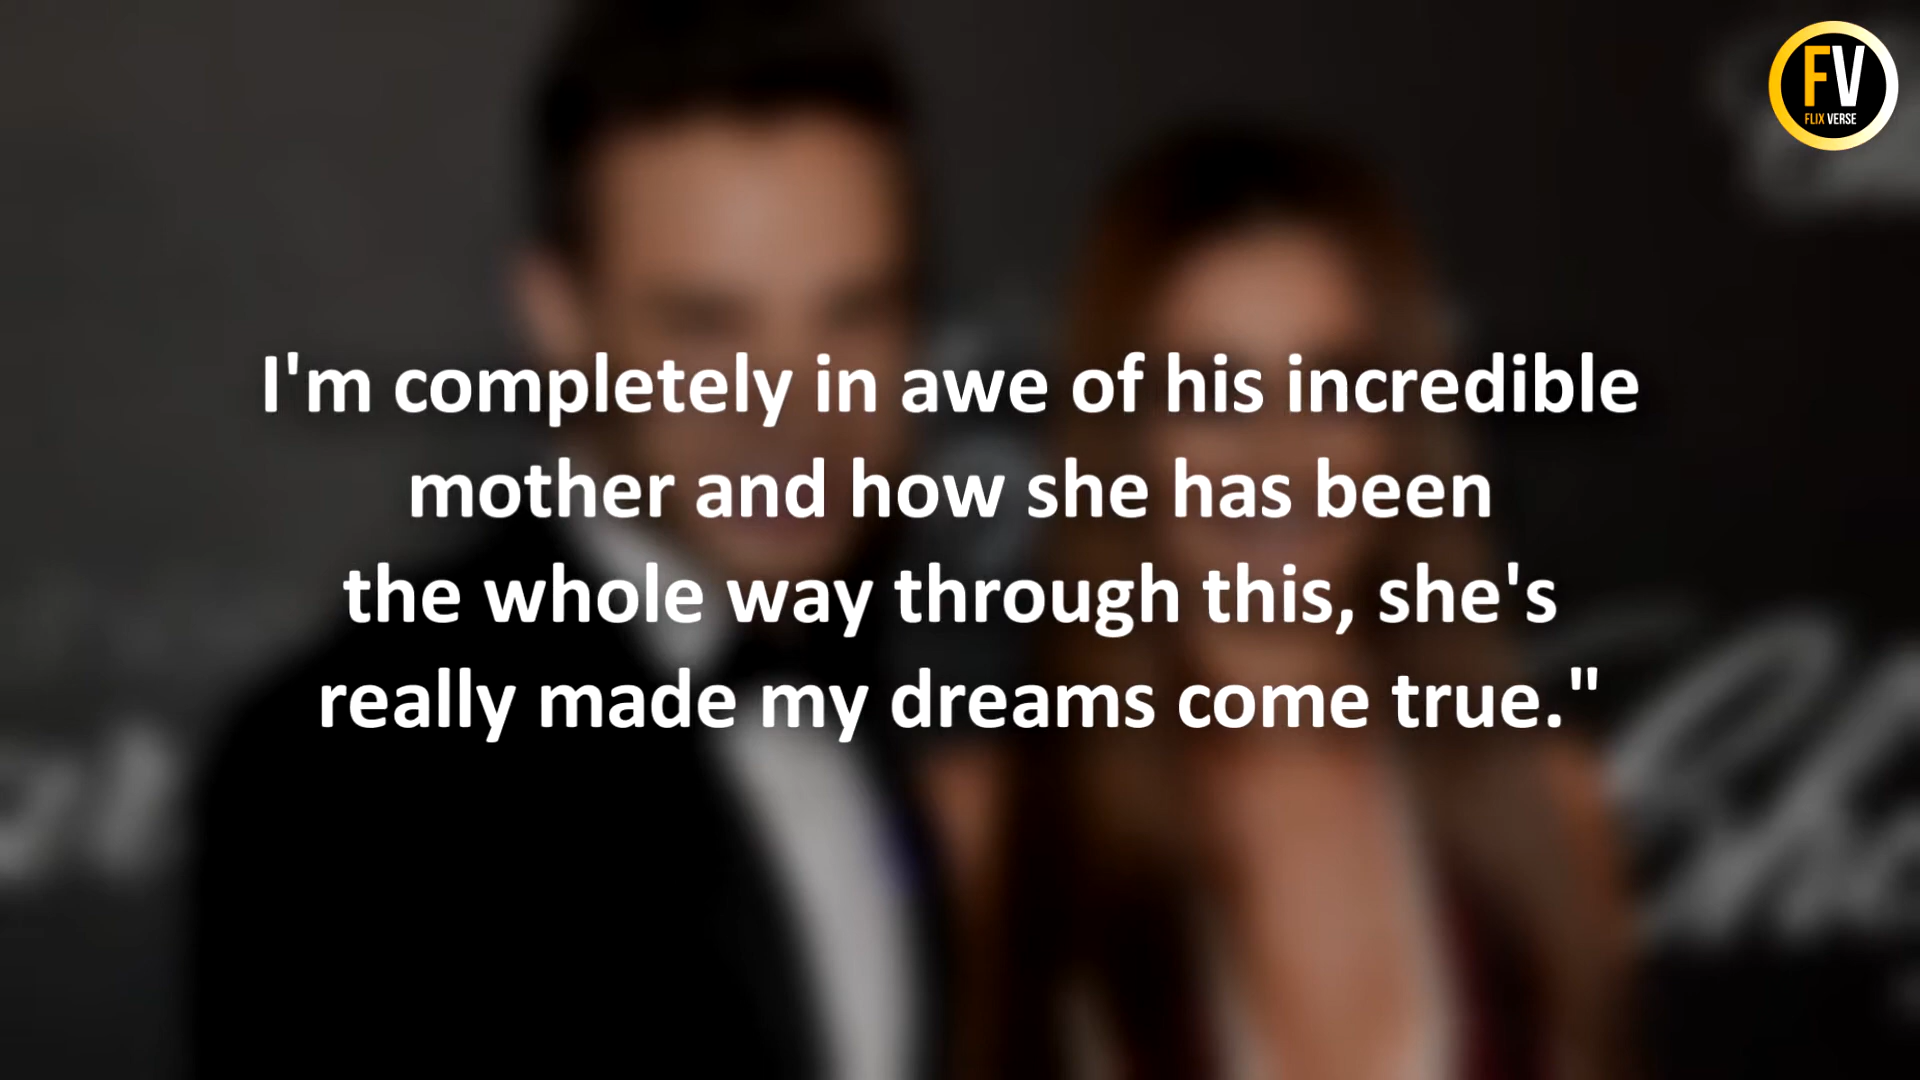 FV
FLIX VERSE
I'm completely in awe of his incredible
mother and how she has been
the whole way through this, she's
really made my dreams come true."